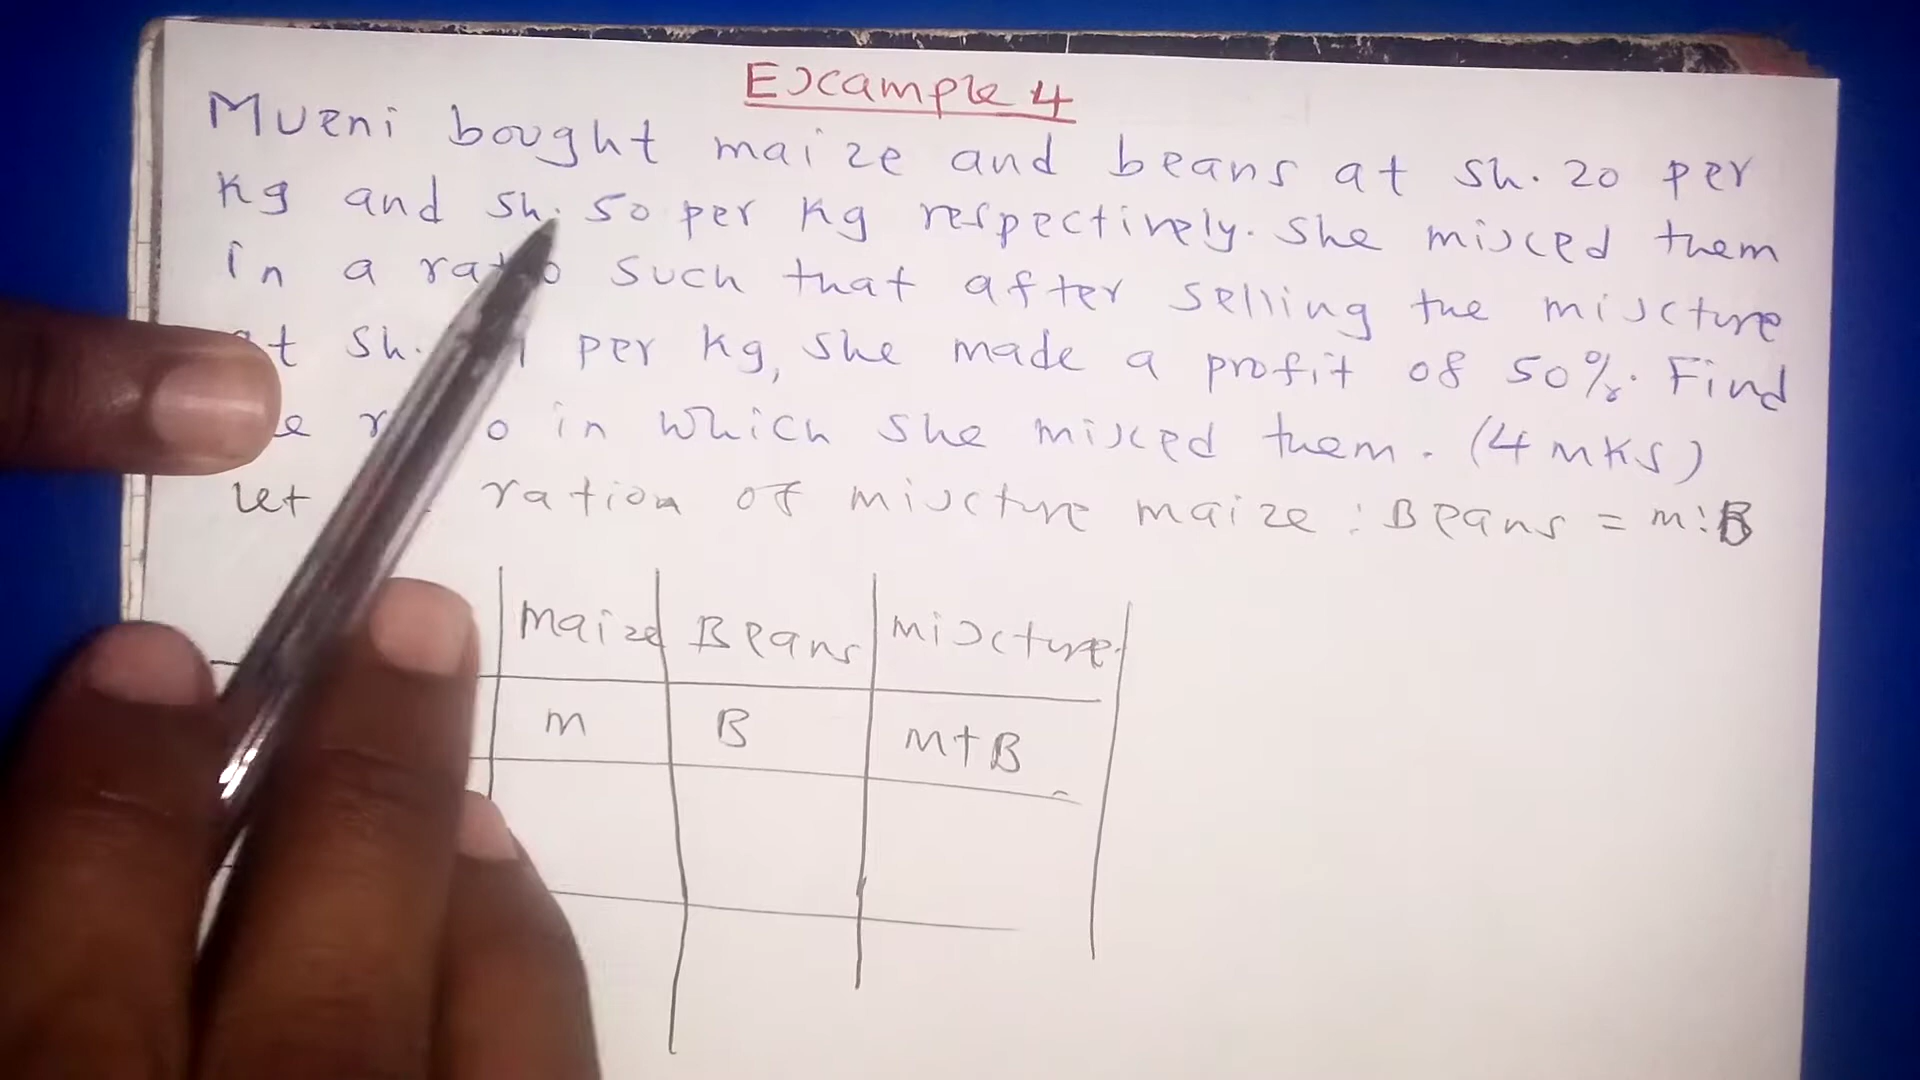 Example 4
Mueni bought maize and beans at sh. 20 per
kg and sh. 50 per kg respectively. She mixed them
in a such that after selling the mixture
sh. per kg, she made a profit of 50%. Find
in which she mixed them. (4 mks)
Let ration of mixture maize : Beans = m:B
maize Beans mixture
m B m+B